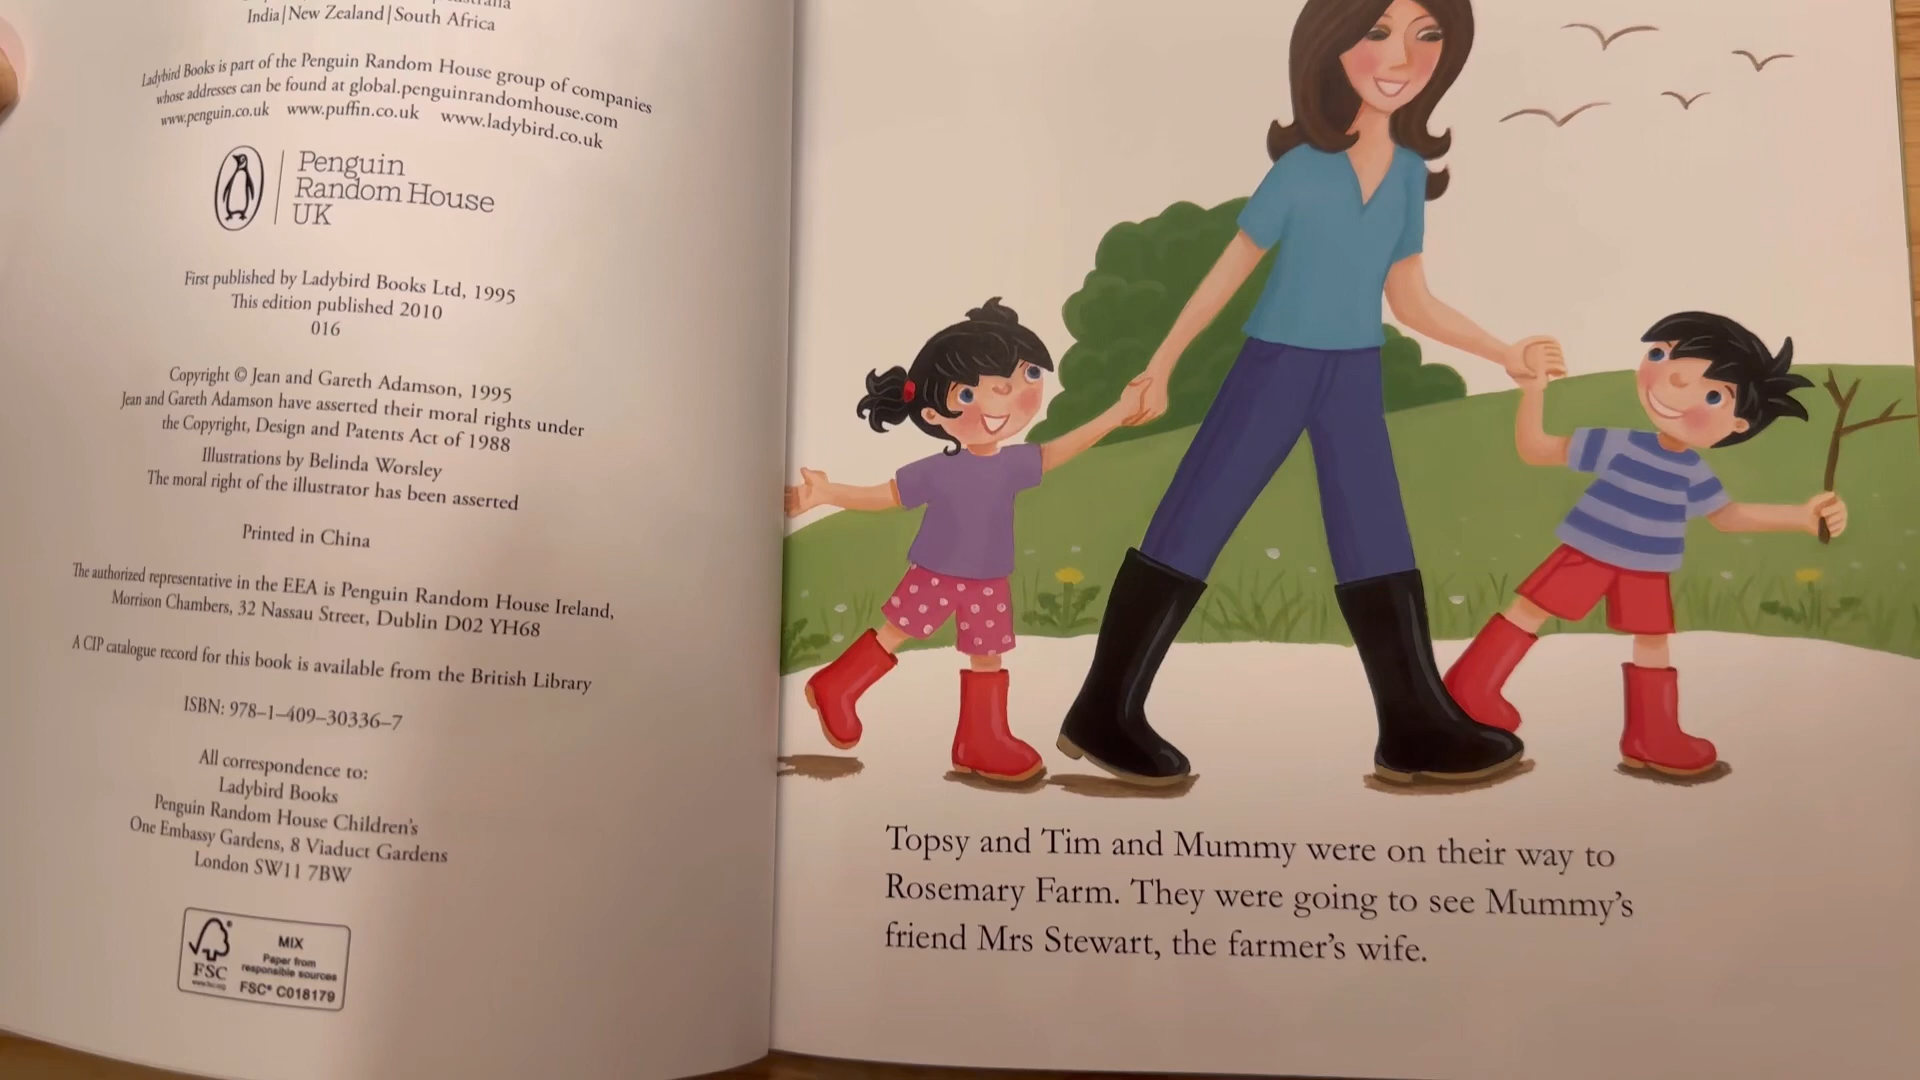 India|New Zealand|South Africa
Ladybird Books is part of the Penguin Random House group of companies
whose addresses can be found at global.penguinrandomhouse.com
www.penguin.co.uk www.puffin.co.uk www.ladybird.co.uk
Penguin
Random House
UK
First published by Ladybird Books Ltd, 1995
This edition published 2010
016
Copyright © Jean and Gareth Adamson, 1995
Jean and Gareth Adamson have asserted their moral rights under
the Copyright, Design and Patents Act of 1988
Illustrations by Belinda Worsley
The moral right of the illustrator has been asserted
Printed in China
The authorized representative in the EEA is Penguin Random House Ireland,
Morrison Chambers, 32 Nassau Street, Dublin D02 YH68
A CIP catalogue record for this book is available from the British Library
ISBN: 978–1–409–30336–7
All correspondence to:
Ladybird Books
Penguin Random House Children's
One Embassy Gardens, 8 Viaduct Gardens
London SW11 7BW
MIX
Paper from
responsible sources
FSC® C018179
FSC
Topsy and Tim and Mummy were on their way to
Rosemary Farm. They were going to see Mummy's
friend Mrs Stewart, the farmer's wife.